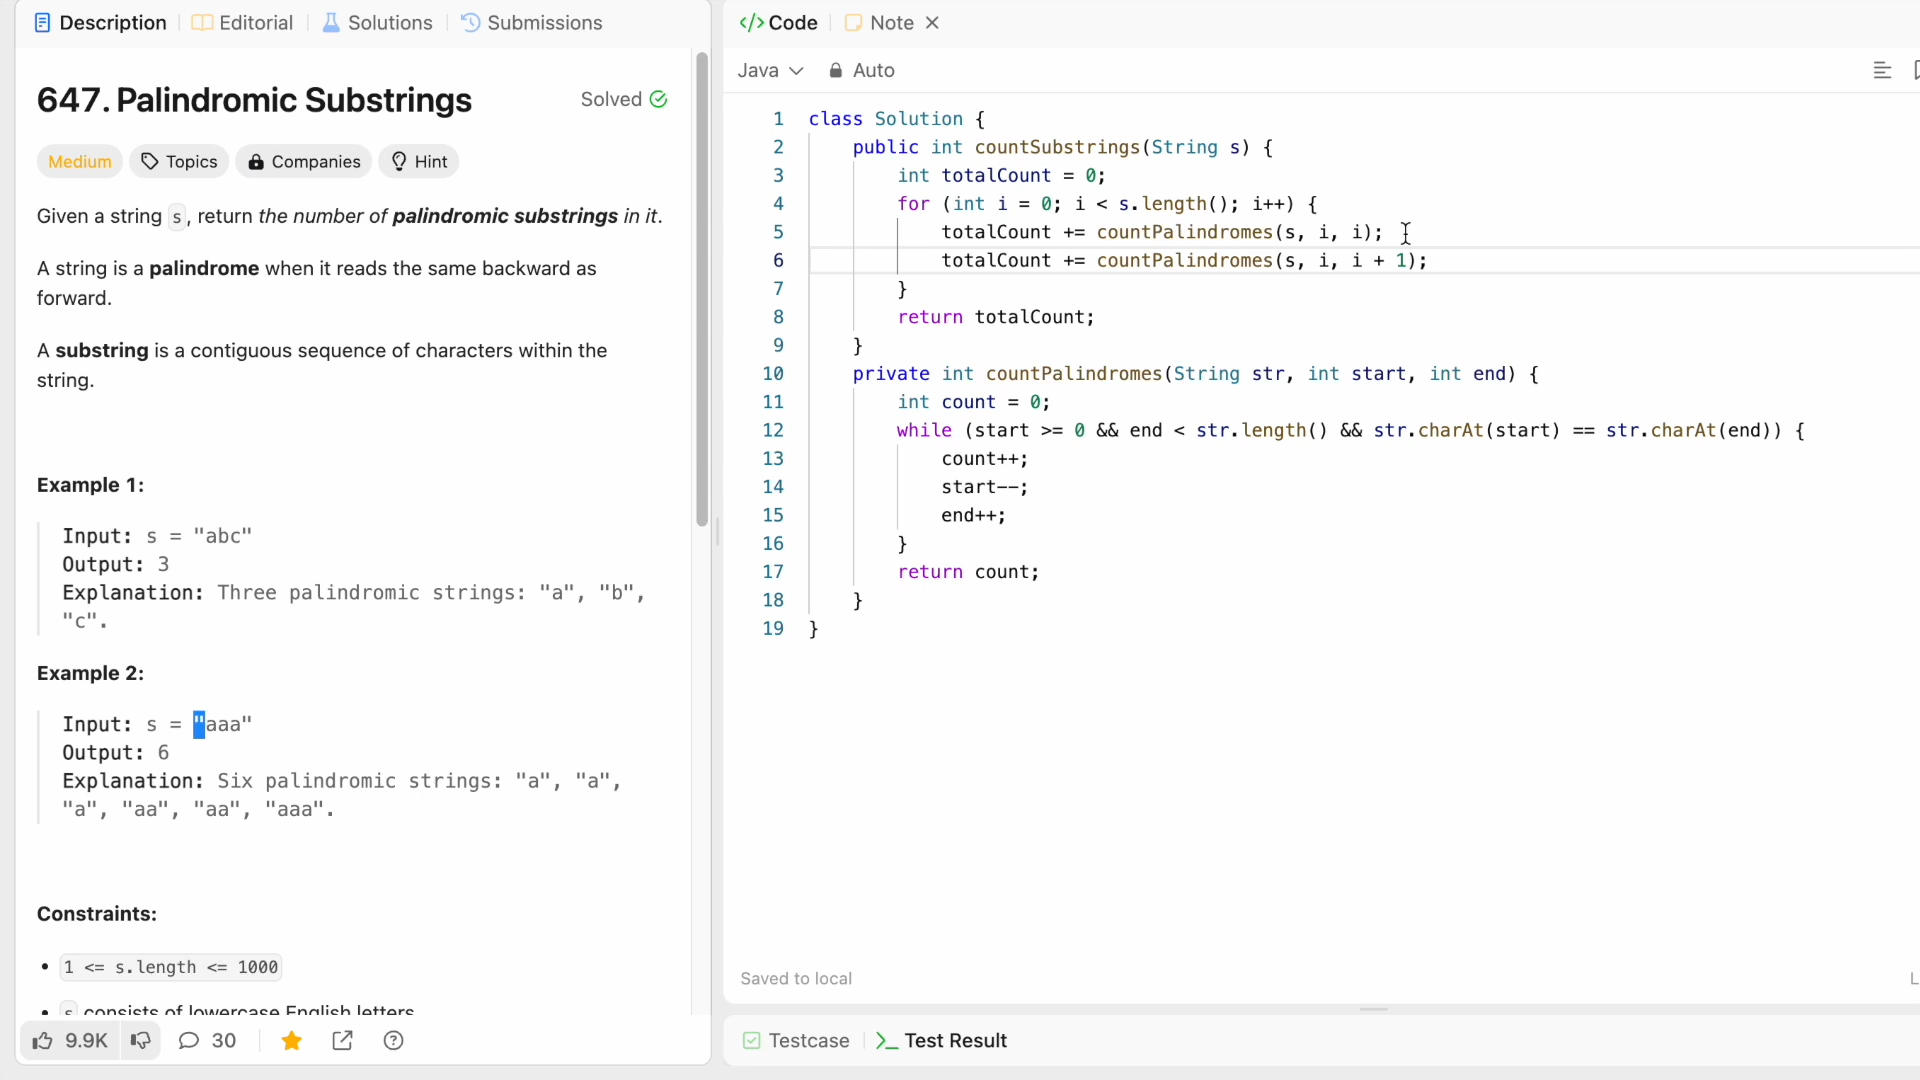 Description Editorial Solutions Submissions
647. Palindromic Substrings Solved
Medium Topics Companies Hint
Given a string s, return the number of palindromic substrings in it.
A string is a palindrome when it reads the same backward as
forward.
A substring is a contiguous sequence of characters within the
string.
Example 1:
Input: s = "abc"
Output: 3
Explanation: Three palindromic strings: "a", "b",
"c".
Example 2:
Input: s = "aaa"
Output: 6
Explanation: Six palindromic strings: "a", "a",
"a", "aa", "aa", "aaa".
Constraints:
1 <= s.length <= 1000
s consists of lowercase English letters
9.9K 30
Code Note
Java Auto
1 class Solution {
2 public int countSubstrings(String s) {
3 int totalCount = 0;
4 for (int i = 0; i < s.length(); i++) {
5 totalCount += countPalindromes(s, i, i);
6 totalCount += countPalindromes(s, i, i + 1);
7 }
8 return totalCount;
9 }
10 private int countPalindromes(String str, int start, int end) {
11 int count = 0;
12 while (start >= 0 && end < str.length() && str.charAt(start) == str.charAt(end)) {
13 count++;
14 start--;
15 end++;
16 }
17 return count;
18 }
19 }
Saved to local
Testcase Test Result